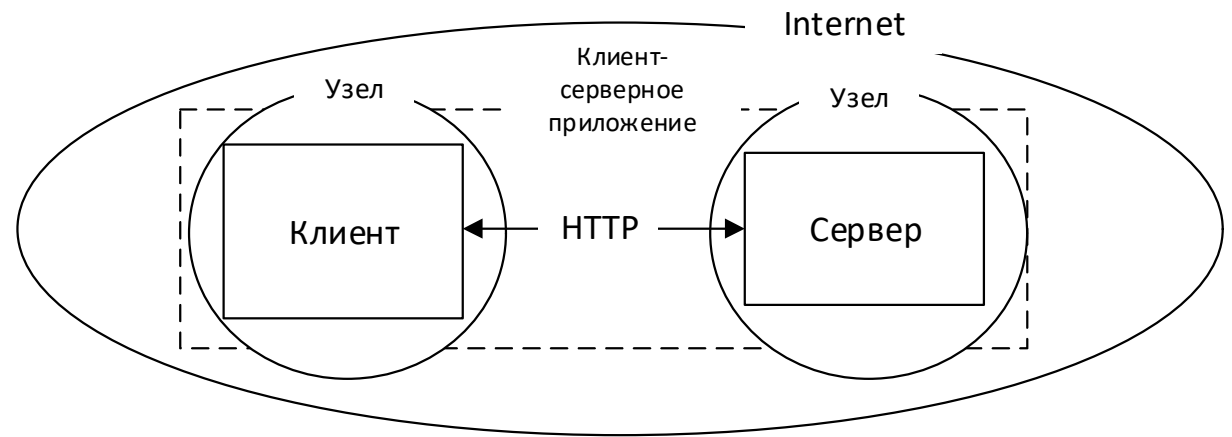 Internet
Клиент-
серверное
приложение
Узел
Узел
Клиент
HTTP
Сервер